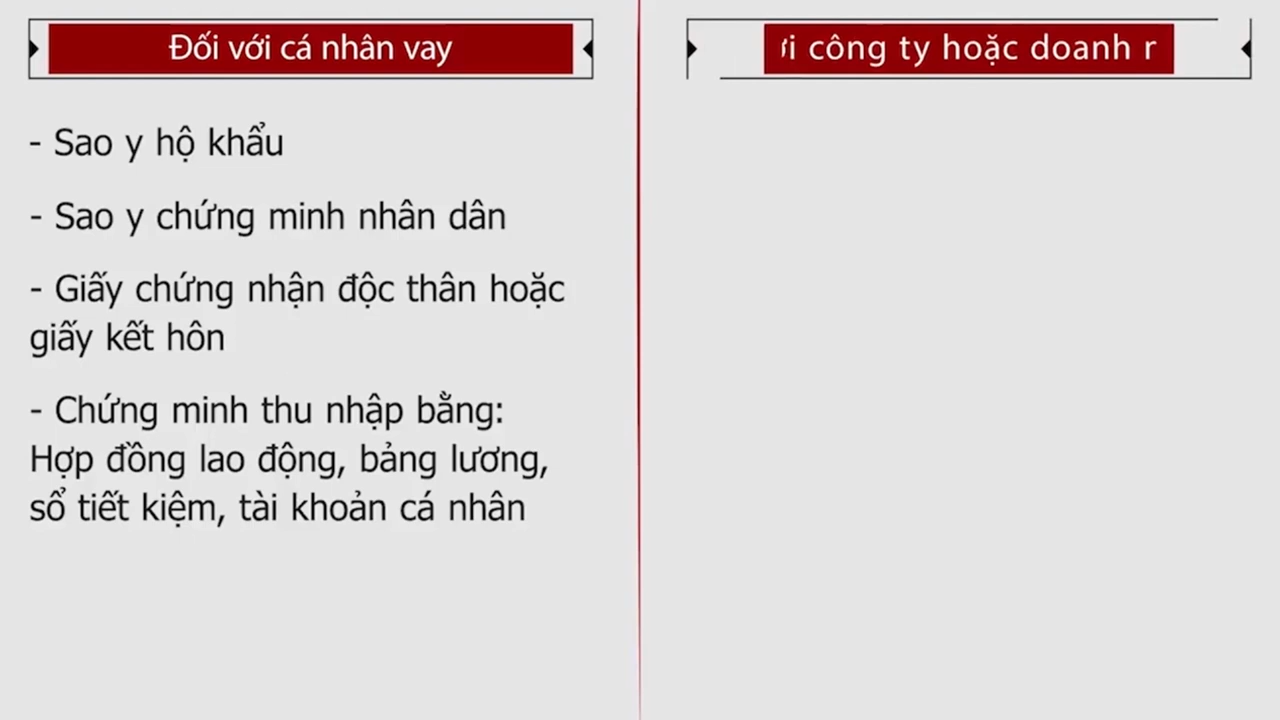 Đối với cá nhân vay
- Sao y hộ khẩu
- Sao y chứng minh nhân dân
- Giấy chứng nhận độc thân hoặc
giấy kết hôn
- Chứng minh thu nhập bằng:
Hợp đồng lao động, bảng lương,
sổ tiết kiệm, tài khoản cá nhân
công ty hoặc doanh